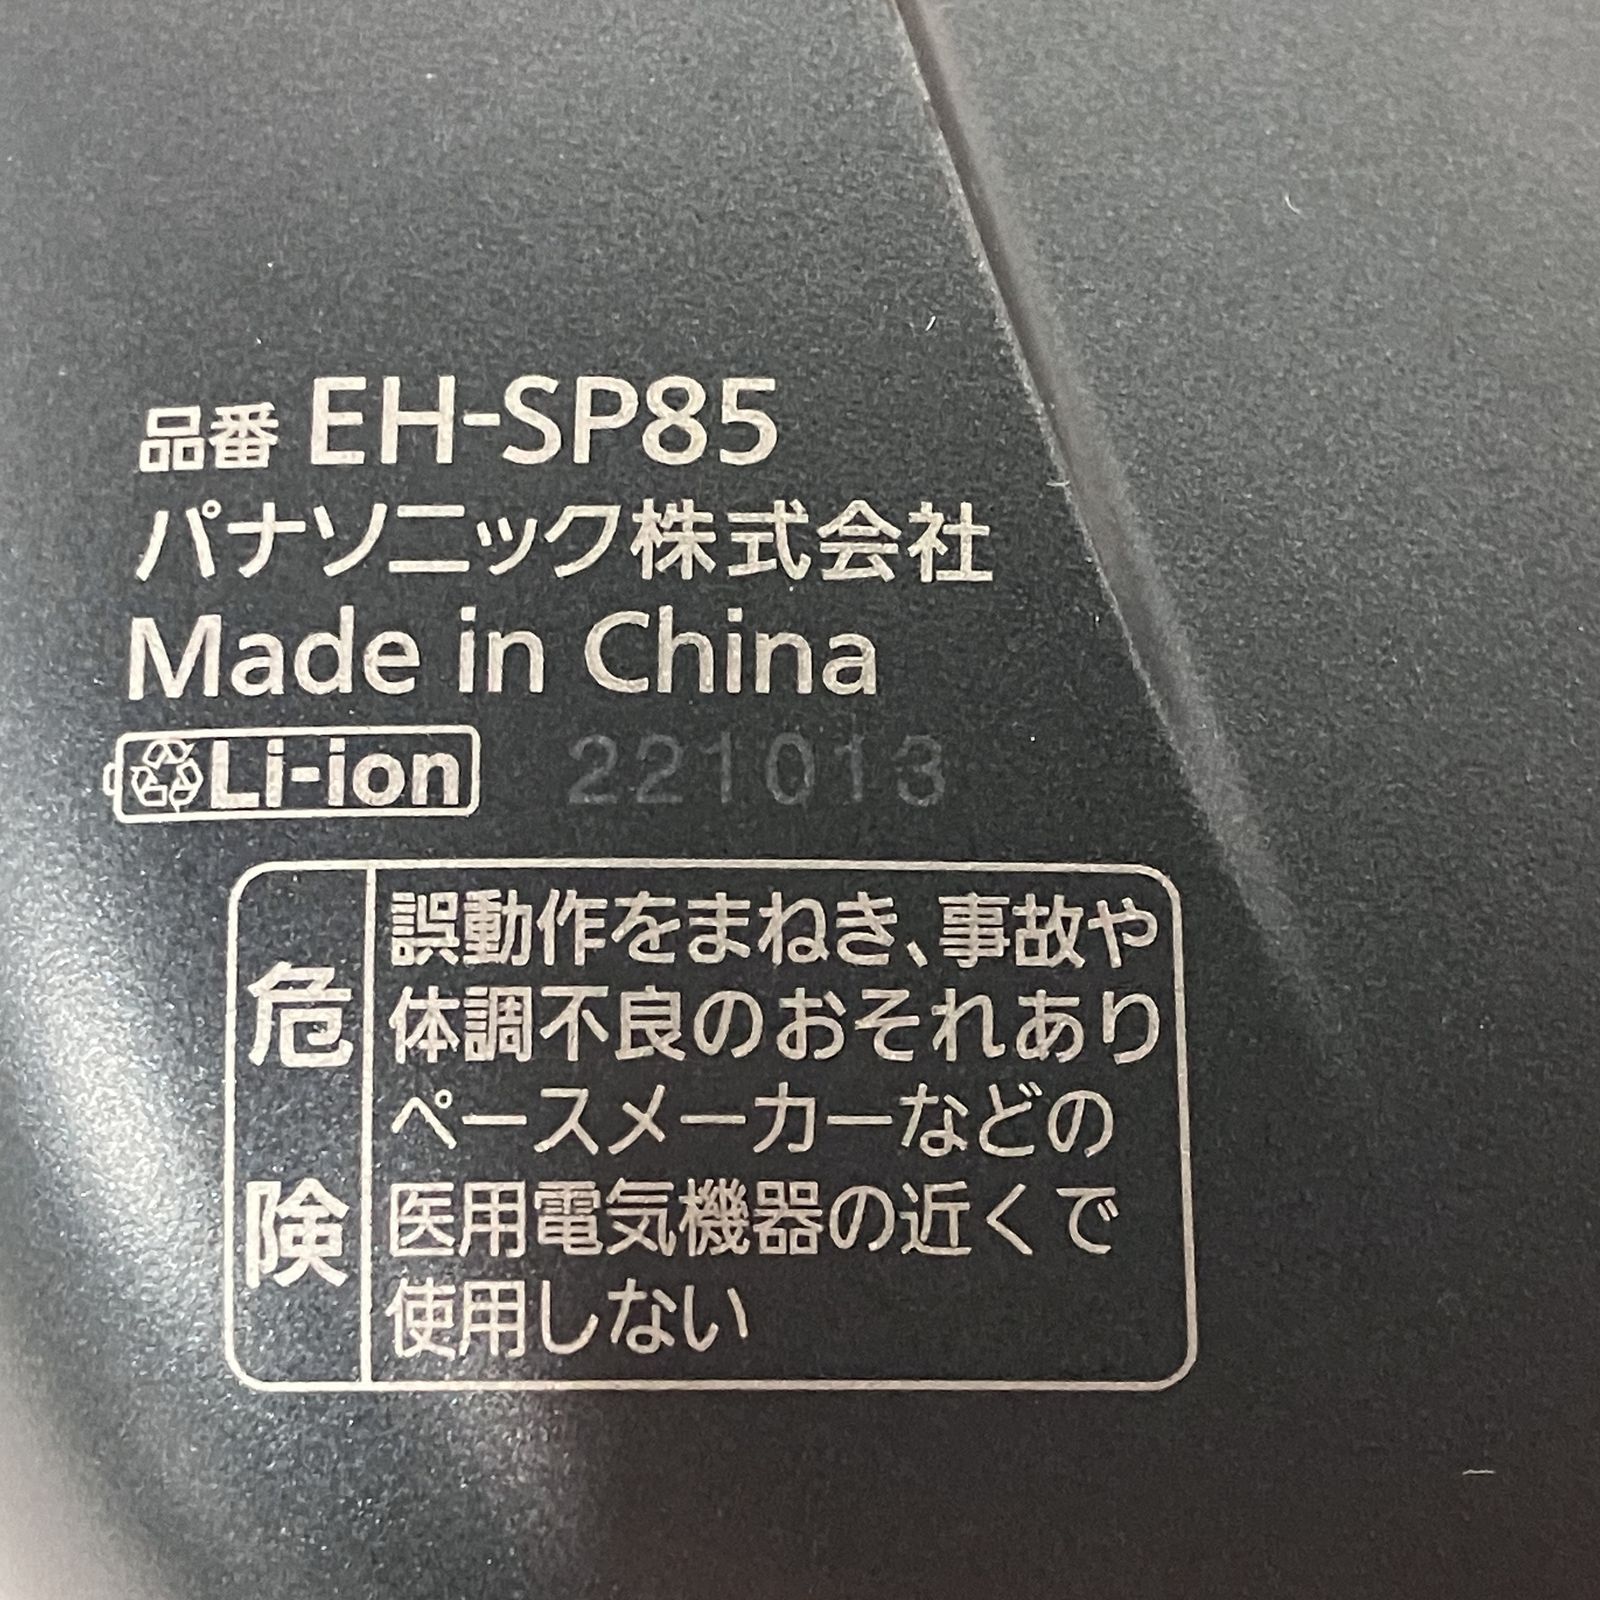 品番 EH-SP85
パナソニック株式会社
Made in China
Li-ion 221013
危険
誤動作をまねき、事故や
体調不良のおそれあり
ペースメーカーなどの
医用電気機器の近くで
使用しない